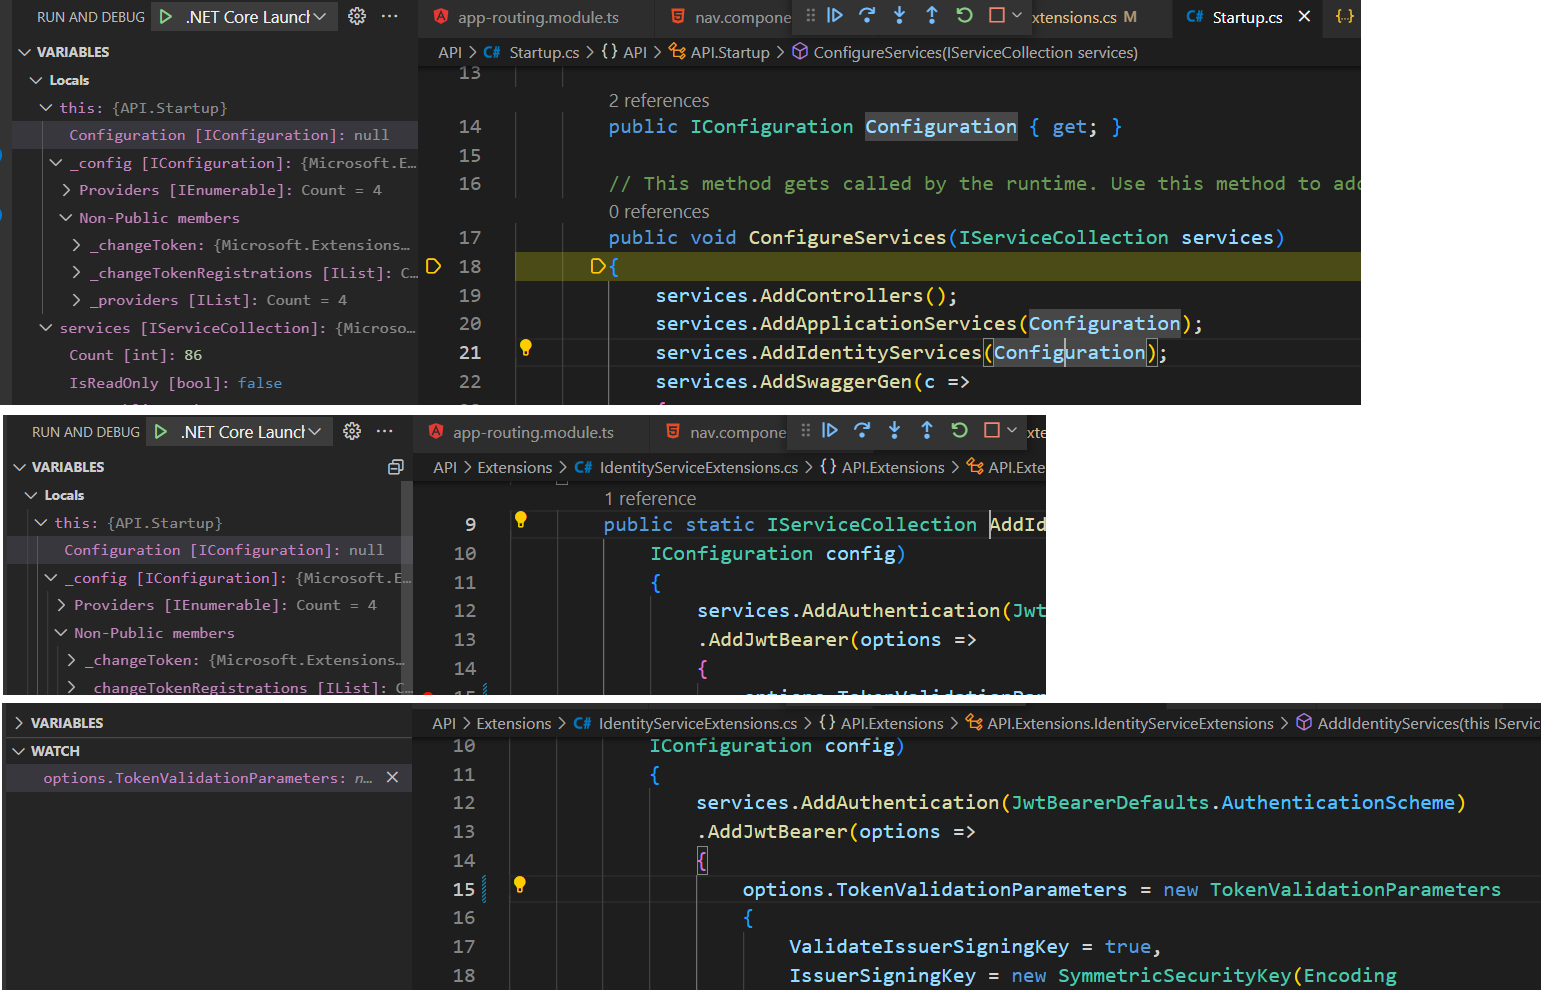 RUN AND DEBUG .NET Core Launcl ...
app-routing.module.ts nav.compone xtensions.cs M C# Startup.cs {..}
VARIABLES
API > C# Startup.cs > {} API > API.Startup > ConfigureServices(IServiceCollection services)
Locals
this: {API.Startup}
Configuration [IConfiguration]: null
_config [IConfiguration]: {Microsoft.E...
Providers [IEnumerable]: Count = 4
Non-Public members
_changeToken: {Microsoft.Extensions...
_changeTokenRegistrations [IList]: C...
_providers [IList]: Count = 4
services [IServiceCollection]: {Microso...
Count [int]: 86
IsReadOnly [bool]: false
13
2 references
14 public IConfiguration Configuration { get; }
15
16 // This method gets called by the runtime. Use this method to add
0 references
17 public void ConfigureServices(IServiceCollection services)
18 {
19 services.AddControllers();
20 services.AddApplicationServices(Configuration);
21 services.AddIdentityServices(Configuration);
22 services.AddSwaggerGen(c =>
RUN AND DEBUG .NET Core Launcl ...
app-routing.module.ts nav.compone xte
VARIABLES
API > Extensions > C# IdentityServiceExtensions.cs > {} API.Extensions > API.Exte
Locals
this: {API.Startup}
Configuration [IConfiguration]: null
_config [IConfiguration]: {Microsoft.E...
Providers [IEnumerable]: Count = 4
Non-Public members
_changeToken: {Microsoft.Extensions...
changeTokenRegistrations [IList]: C...
1 reference
9 public static IServiceCollection AddId
10 IConfiguration config)
11 {
12 services.AddAuthentication(Jwt
13 .AddJwtBearer(options =>
14 {
15 options.TokenValidationPar
VARIABLES
WATCH
options.TokenValidationParameters: n...
API > Extensions > C# IdentityServiceExtensions.cs > {} API.Extensions > API.Extensions.IdentityServiceExtensions > AddIdentityServices(this IServic
10 IConfiguration config)
11 {
12 services.AddAuthentication(JwtBearerDefaults.AuthenticationScheme)
13 .AddJwtBearer(options =>
14 {
15 options.TokenValidationParameters = new TokenValidationParameters
16 {
17 ValidateIssuerSigningKey = true,
18 IssuerSigningKey = new SymmetricSecurityKey(Encoding